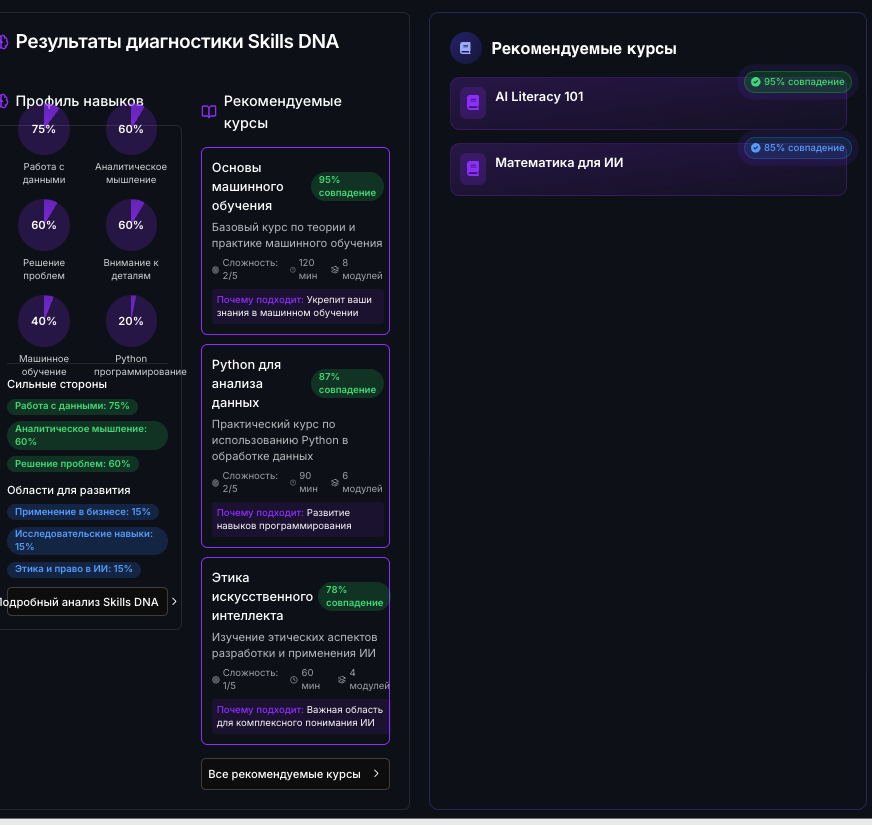 Результаты диагностики Skills DNA
Профиль навыков
75%
60%
Работа с
данными
Аналитическое
мышление
60%
60%
Решение
проблем
Внимание к
деталям
40%
20%
Машинное
обучение
Python
программирование
Сильные стороны
Работа с данными: 75%
Аналитическое мышление:
60%
Решение проблем: 60%
Области для развития
Применение в бизнесе: 15%
Исследовательские навыки:
15%
Этика и право в ИИ: 15%
Подробный анализ Skills DNA
Рекомендуемые
курсы
Основы
машинного
обучения
95%
совпадение
Базовый курс по теории и
практике машинного обучения
Сложность:
2/5
120
мин
8
модулей
Почему подходит: Укрепит ваши
знания в машинном обучении
Python для
анализа
данных
87%
совпадение
Практический курс по
использованию Python в
обработке данных
Сложность:
2/5
90
мин
6
модулей
Почему подходит: Развитие
навыков программирования
Этика
искусственного
интеллекта
78%
совпадение
Изучение этических аспектов
разработки и применения ИИ
Сложность:
1/5
60
мин
4
модулей
Почему подходит: Важная область
для комплексного понимания ИИ
Все рекомендуемые курсы
Рекомендуемые курсы
95% совпадение
AI Literacy 101
85% совпадение
Математика для ИИ